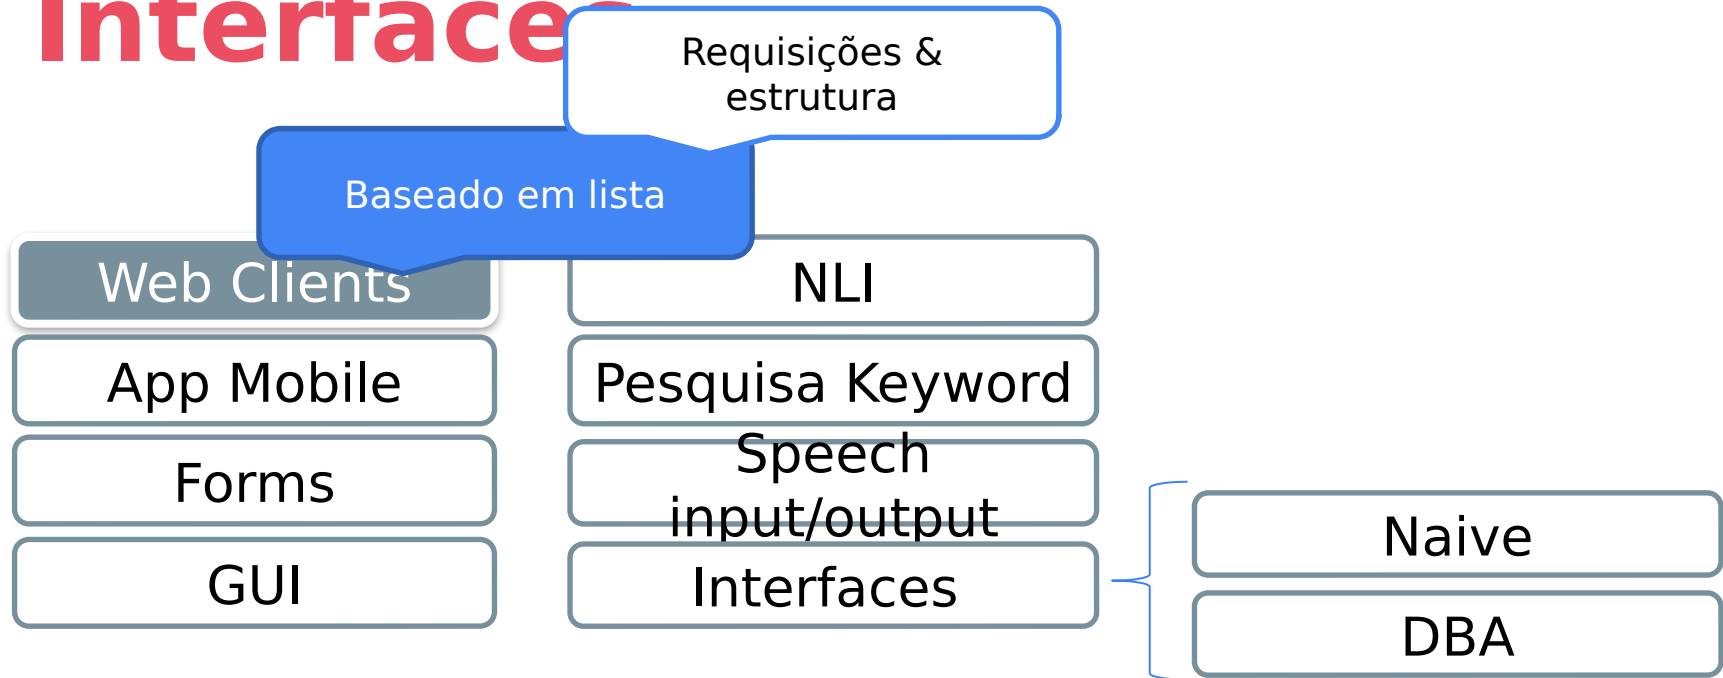 Interfaces
Requisições &
estrutura
Baseado em lista
Web Clients
App Mobile
Forms
GUI
NLI
Pesquisa Keyword
Speech
input/output
Interfaces
Naive
DBA